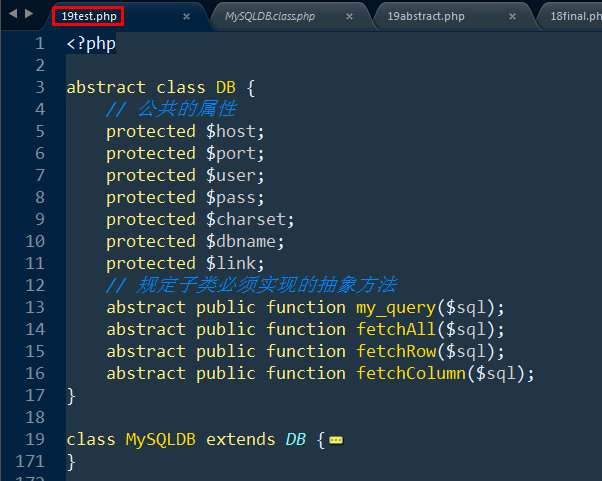 19test.php × MySQLDB.class.php × 19abstract.php × 18final.ph
1 <?php
2
3 abstract class DB {
4 // 公共的属性
5 protected $host;
6 protected $port;
7 protected $user;
8 protected $pass;
9 protected $charset;
10 protected $dbname;
11 protected $link;
12 // 规定子类必须实现的抽象方法
13 abstract public function my_query($sql);
14 abstract public function fetchAll($sql);
15 abstract public function fetchRow($sql);
16 abstract public function fetchColumn($sql);
17 }
18
19 class MySQLDB extends DB {
171 }